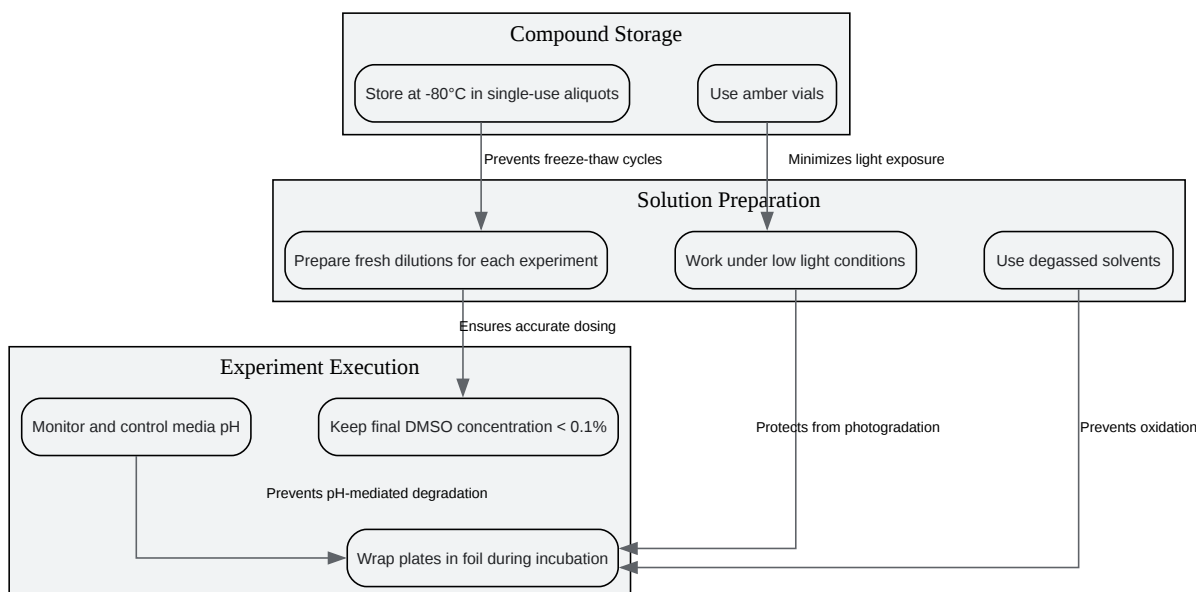 Compound Storage
Store at -80°C in single-use aliquots
Use amber vials
Prevents freeze-thaw cycles
Minimizes light exposure
Solution Preparation
Prepare fresh dilutions for each experiment
Work under low light conditions
Use degassed solvents
Ensures accurate dosing
Experiment Execution
Monitor and control media pH
Keep final DMSO concentration < 0.1%
Protects from photogradation
Prevents oxidation
Prevents pH-mediated degradation
Wrap plates in foil during incubation